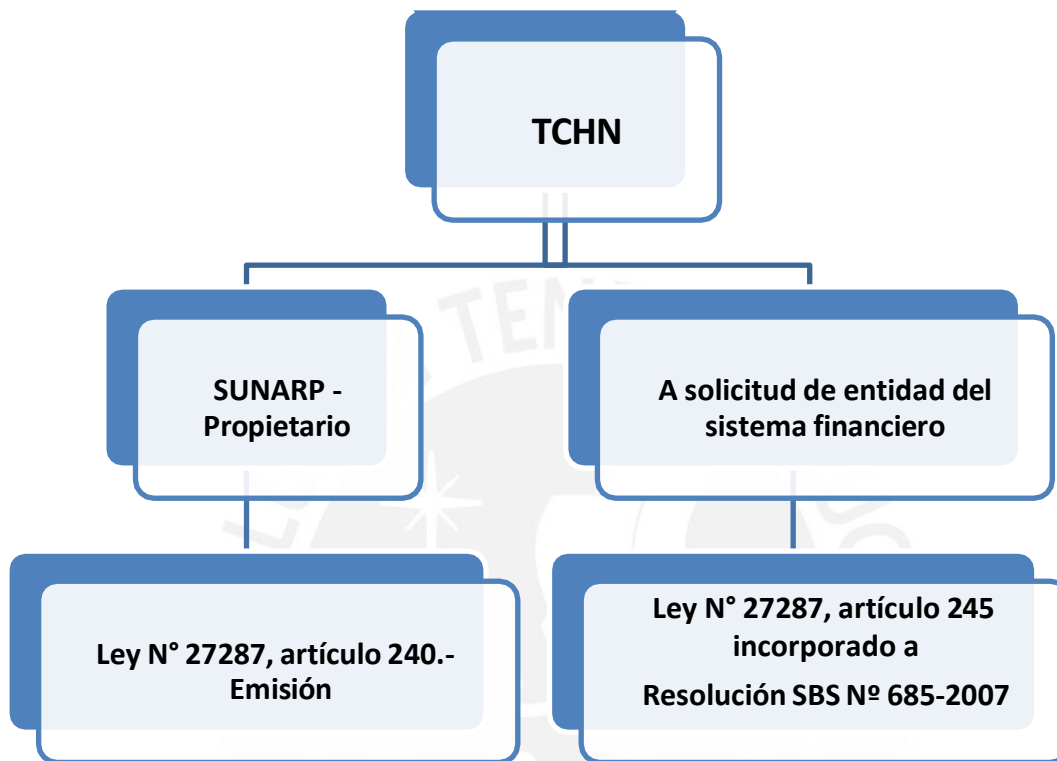 TCHN
SUNARP -
Propietario
A solicitud de entidad del
sistema financiero
Ley N° 27287, artículo 240.-
Emisión
Ley N° 27287, artículo 245
incorporado a
Resolución SBS Nº 685-2007